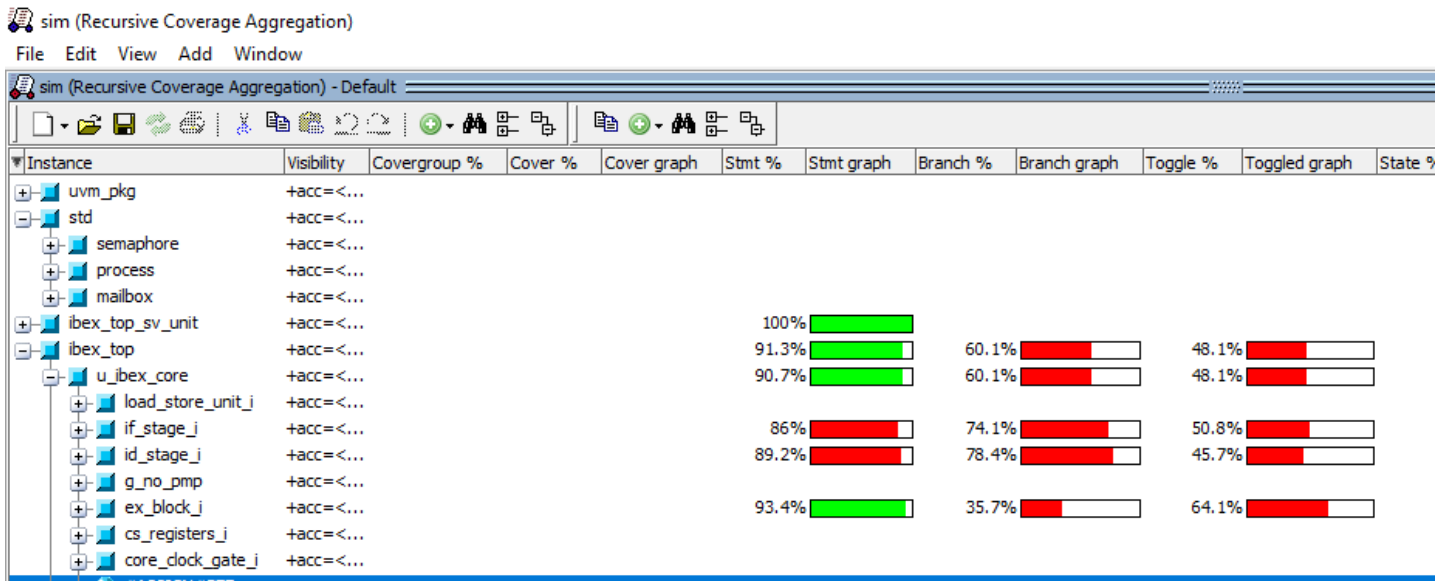 sim (Recursive Coverage Aggregation)
File Edit View Add Window
sim (Recursive Coverage Aggregation) - Default
Instance Visibility Covergroup % Cover % Cover graph Stmt % Stmt graph Branch % Branch graph Toggle % Toggled graph State %
uvm_pkg +acc=<...
std +acc=<...
semaphore +acc=<...
process +acc=<...
mailbox +acc=<...
ibex_top_sv_unit +acc=<... 100%
ibex_top +acc=<... 91.3% 60.1% 48.1%
u_ibex_core +acc=<... 90.7% 60.1% 48.1%
load_store_unit_i +acc=<...
if_stage_i +acc=<... 86% 74.1% 50.8%
id_stage_i +acc=<... 89.2% 78.4% 45.7%
g_no_pmp +acc=<...
ex_block_i +acc=<... 93.4% 35.7% 64.1%
cs_registers_i +acc=<...
core_clock_gate_i +acc=<...